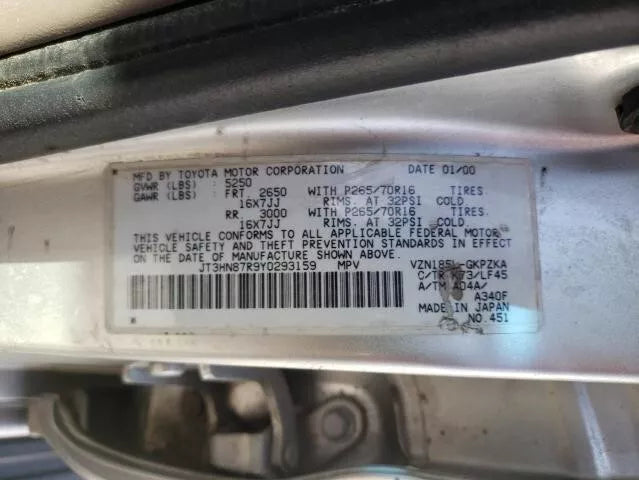 MFD BY TOYOTA MOTOR CORPORATION DATE 01/00
GVWR (LBS) : 5250
GAWR (LBS) : FRT. 2650 WITH P265/70R16 TIRES
16X7JJ RIMS. AT 32PSI COLD
RR. 3000 WITH P265/70R16 TIRES
16X7JJ RIMS. AT 32PSI COLD.
THIS VEHICLE CONFORMS TO ALL APPLICABLE FEDERAL MOTOR
VEHICLE SAFETY AND THEFT PREVENTION STANDARDS IN EFFECT
ON THE DATE OF MANUFACTURE SHOWN ABOVE.
JT3HN87R9Y0293159 MPV VZN185L-GKPZKA
C/TR K73/LF45
A/TM A04A/
A340F
MADE IN JAPAN
NO.451